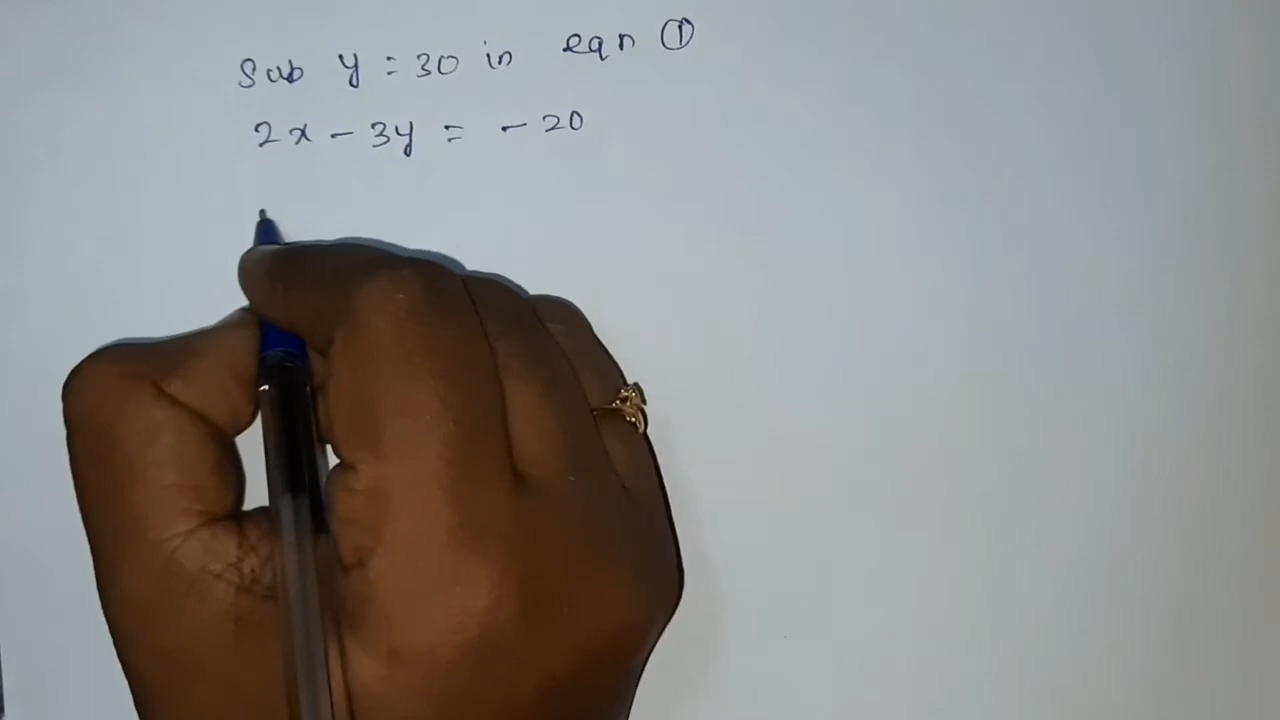 Sub y = 30 in eqn ①
2x - 3y = - 20